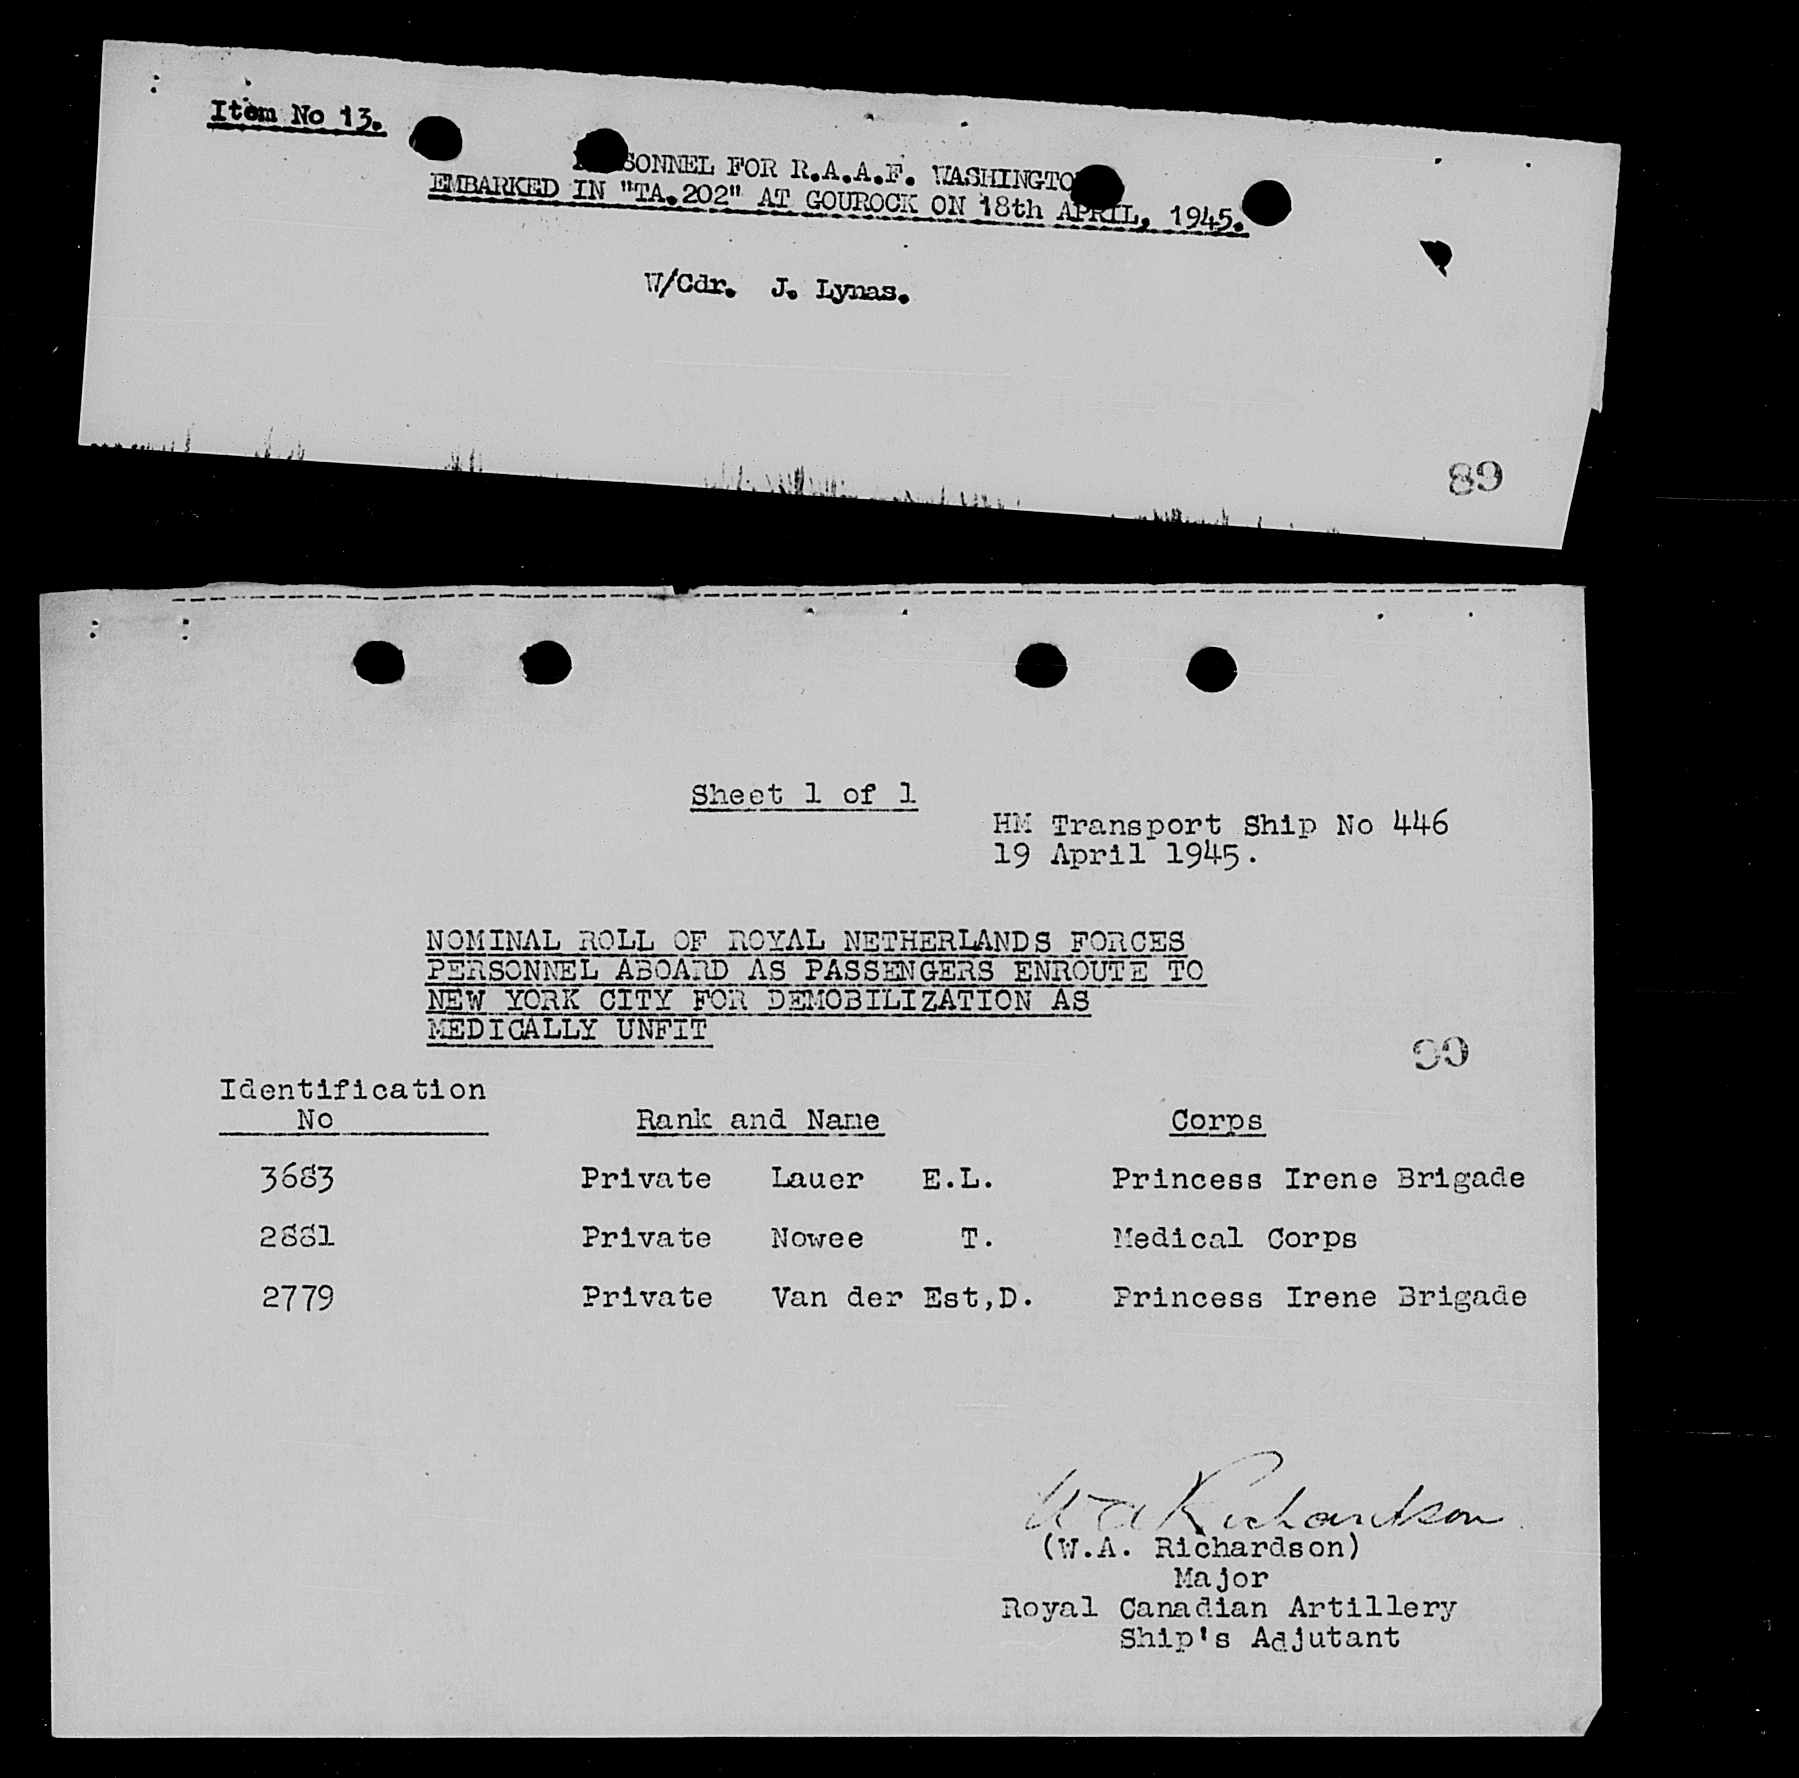 Item No 13.
PERSONNEL FOR R.A.A.F. WASHINGTON
EMBARKED IN "TA.202" AT GOUROCK ON 18th APRIL, 1945.
W/Cdr. J. Lynas.
89
Sheet 1 of 1
HM Transport Ship No 446
19 April 1945.
NOMINAL ROLL OF ROYAL NETHERLANDS FORCES
PERSONNEL ABOARD AS PASSENGERS ENROUTE TO
NEW YORK CITY FOR DEMOBILIZATION AS
MEDICALLY UNFIT
90
Identification
No Rank and Name Corps
3683 Private Lauer E.L. Princess Irene Brigade
2881 Private Nowee T. Medical Corps
2779 Private Van der Est,D. Princess Irene Brigade
W A Richardson
(W.A. Richardson)
Major
Royal Canadian Artillery
Ship's Adjutant